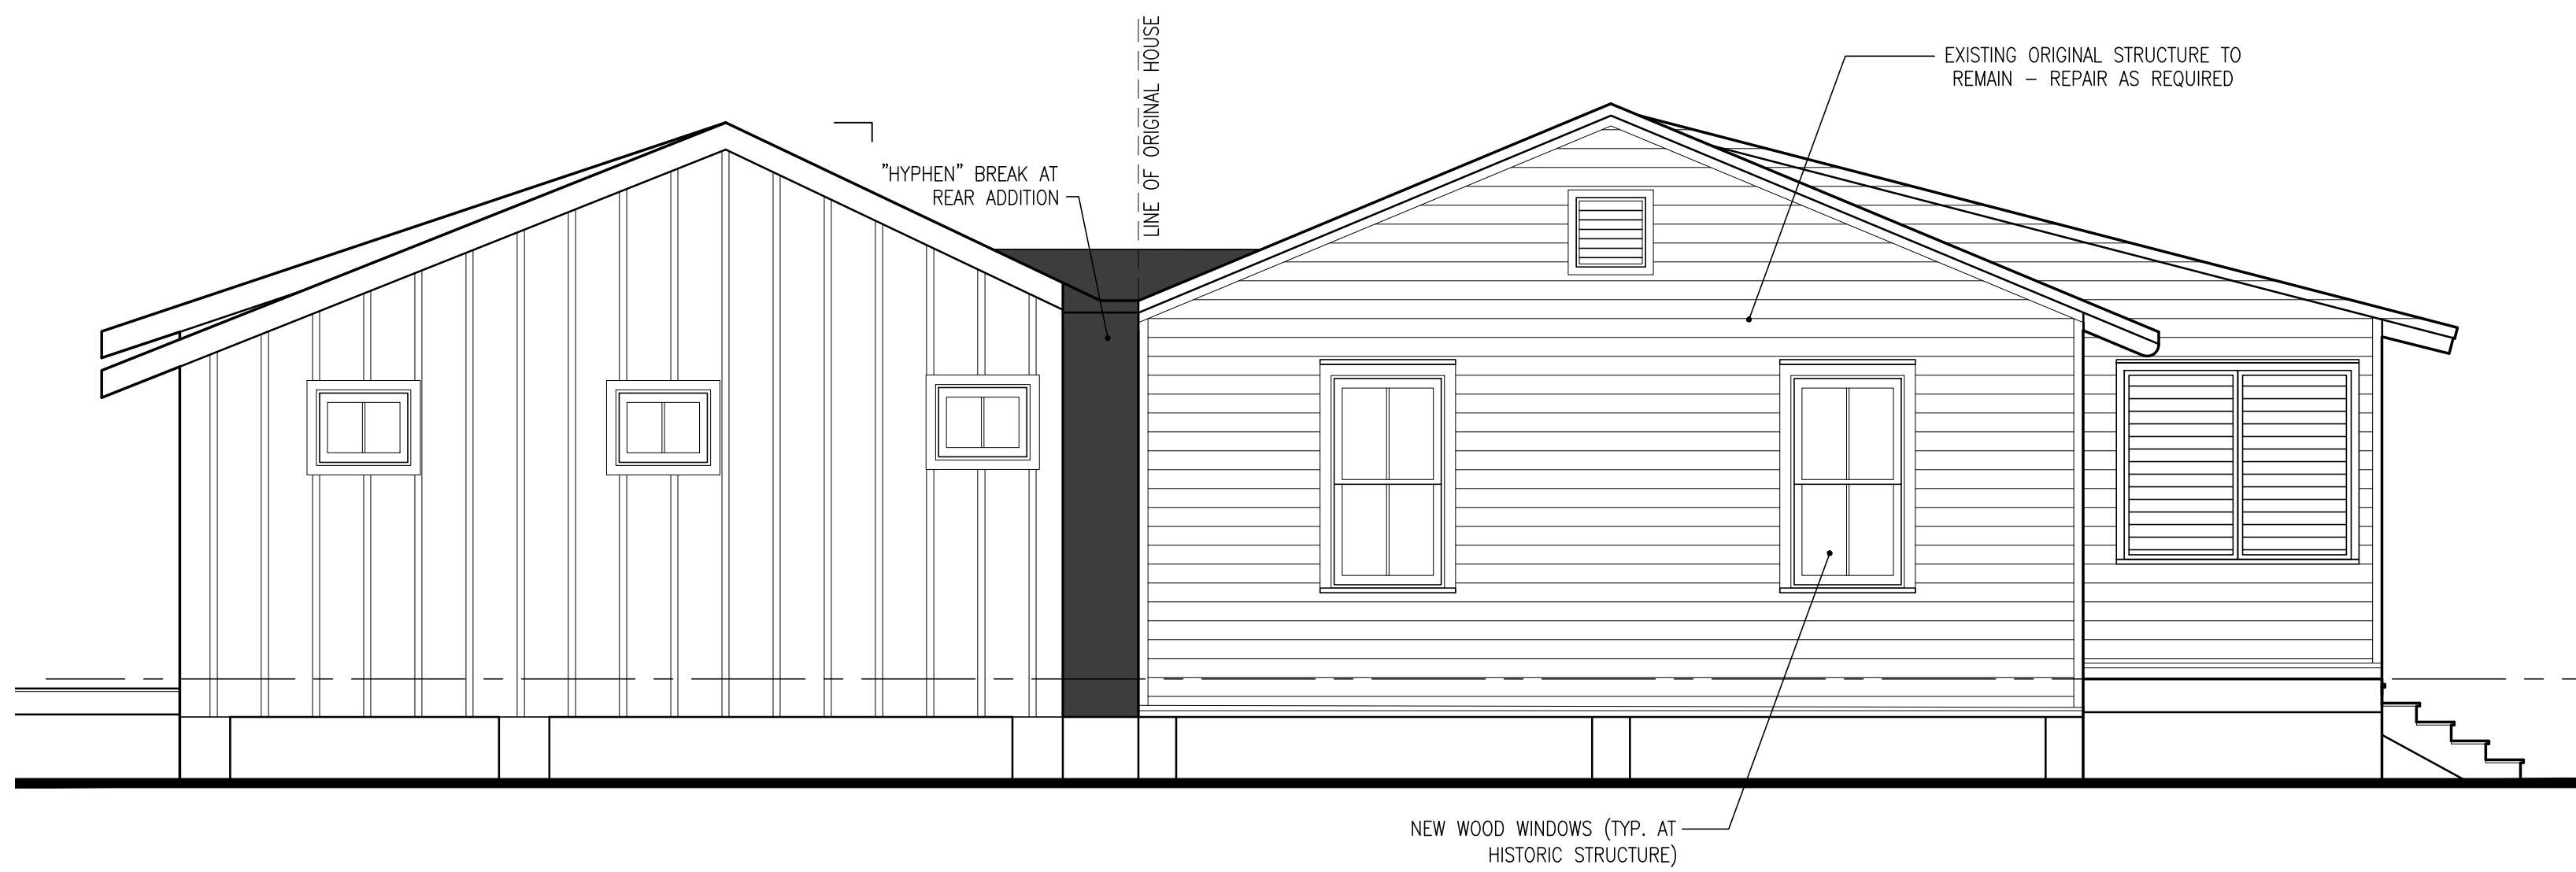 LINE OF ORIGINAL HOUSE
EXISTING ORIGINAL STRUCTURE TO
REMAIN – REPAIR AS REQUIRED
"HYPHEN" BREAK AT
REAR ADDITION
NEW WOOD WINDOWS (TYP. AT
HISTORIC STRUCTURE)